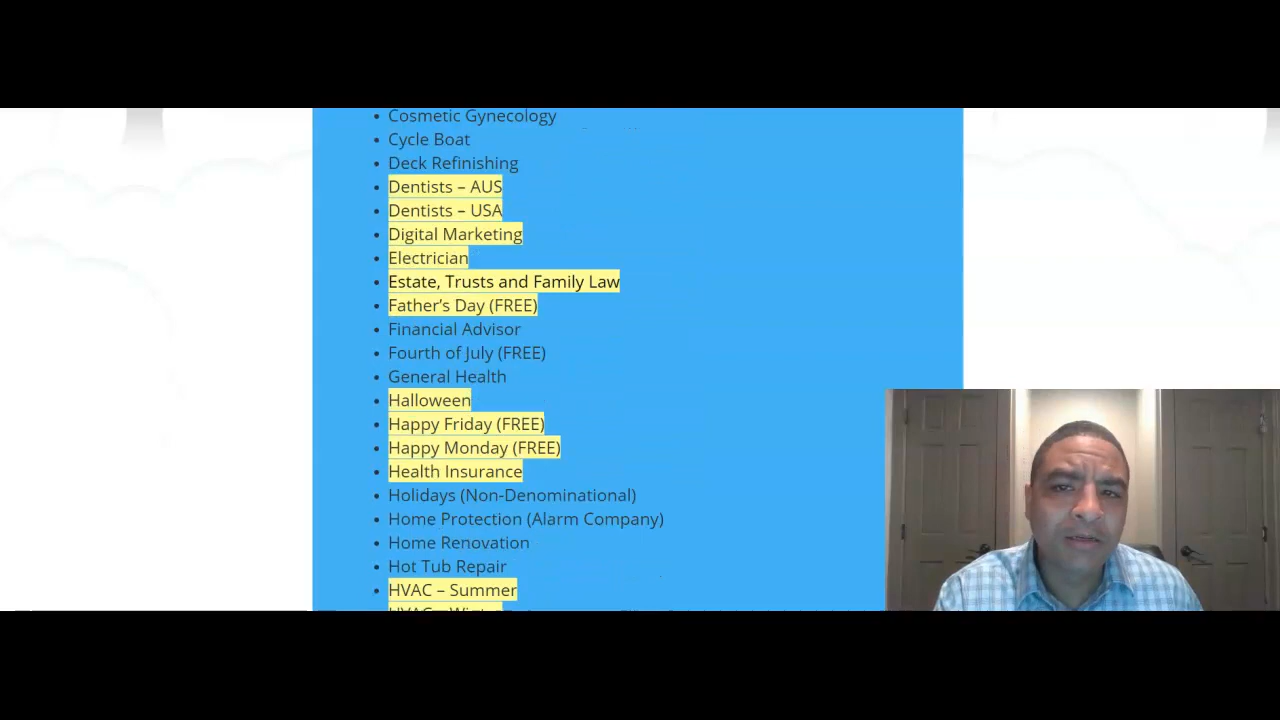 Cosmetic Gynecology
Cycle Boat
Deck Refinishing
Dentists – AUS
Dentists – USA
Digital Marketing
Electrician
Estate, Trusts and Family Law
Father’s Day (FREE)
Financial Advisor
Fourth of July (FREE)
General Health
Halloween
Happy Friday (FREE)
Happy Monday (FREE)
Health Insurance
Holidays (Non-Denominational)
Home Protection (Alarm Company)
Home Renovation
Hot Tub Repair
HVAC – Summer